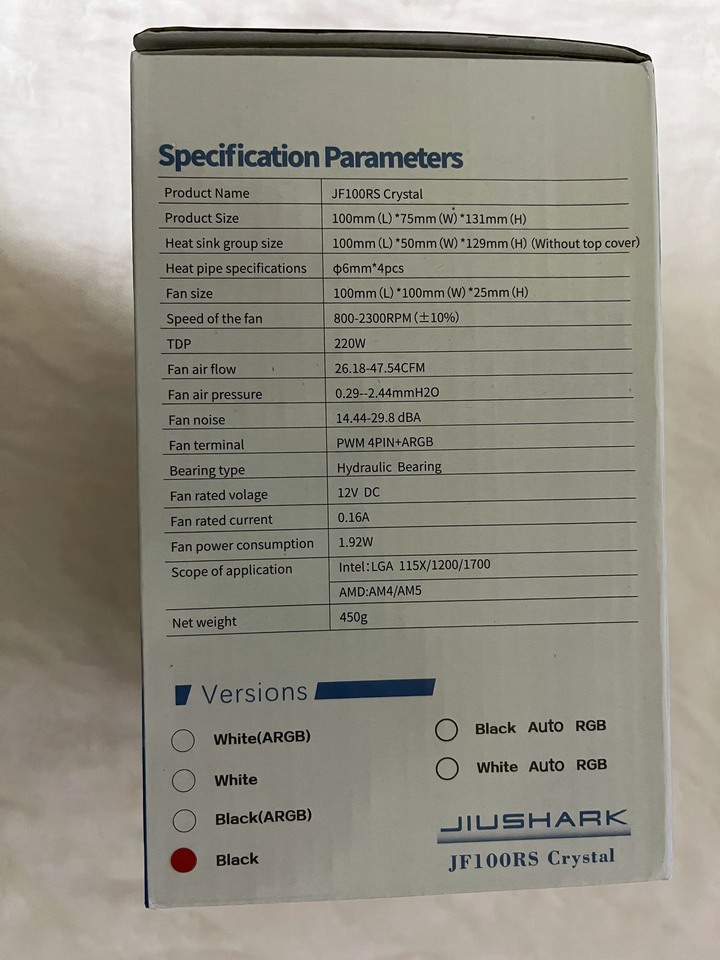 Specification Parameters
Product Name JF100RS Crystal
Product Size 100mm (L) *75mm (W) *131mm (H)
Heat sink group size 100mm (L) *50mm (W) *129mm (H) (Without top cover)
Heat pipe specifications ф6mm*4pcs
Fan size 100mm (L) *100mm (W) *25mm (H)
Speed of the fan 800-2300RPM (±10%)
TDP 220W
Fan air flow 26.18-47.54CFM
Fan air pressure 0.29--2.44mmH2O
Fan noise 14.44-29.8 dBA
Fan terminal PWM 4PIN+ARGB
Bearing type Hydraulic Bearing
Fan rated volage 12V DC
Fan rated current 0.16A
Fan power consumption 1.92W
Scope of application Intel:LGA 115X/1200/1700
AMD:AM4/AM5
Net weight 450g
Versions
White(ARGB)
White
Black(ARGB)
Black
Black Auto RGB
White Auto RGB
JIUSHARK
JF100RS Crystal